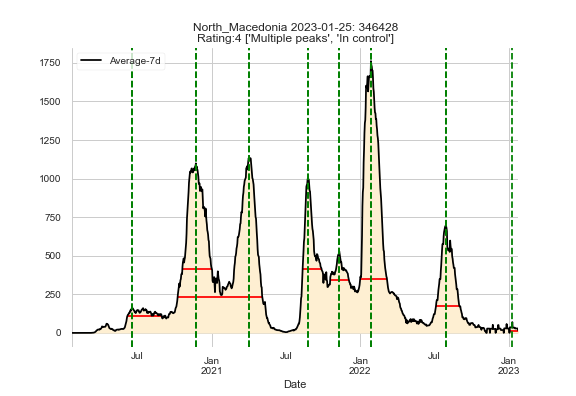 North_Macedonia 2023-01-25: 346428
Rating:4 ['Multiple peaks', 'In control']
Average-7d
1750
1500
1250
1000
750
500
250
0
Jul
Jan
2021
Jul
Jan
2022
Jul
Jan
2023
Date